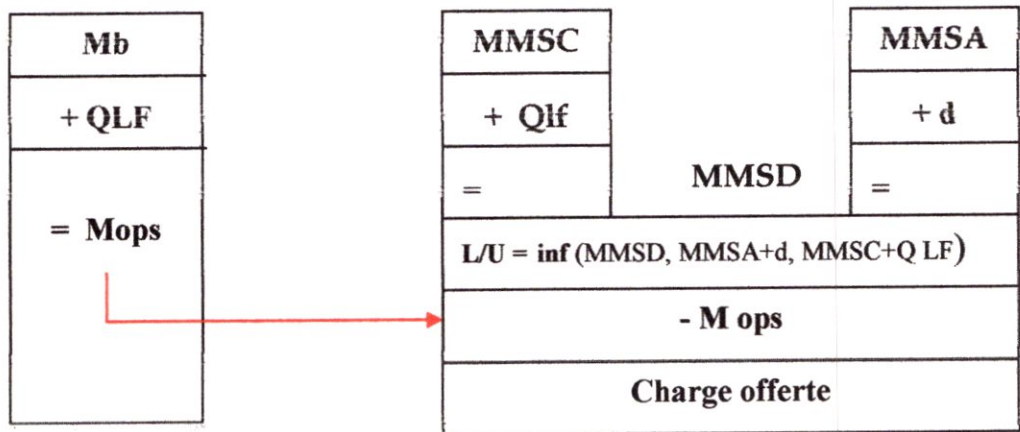 Mb
+ QLF
= Mops
MMSC
MMSA
+ Qlf
+ d
=
MMSD
=
L/U = inf (MMSD, MMSA+d, MMSC+Q LF)
- M ops
Charge offerte